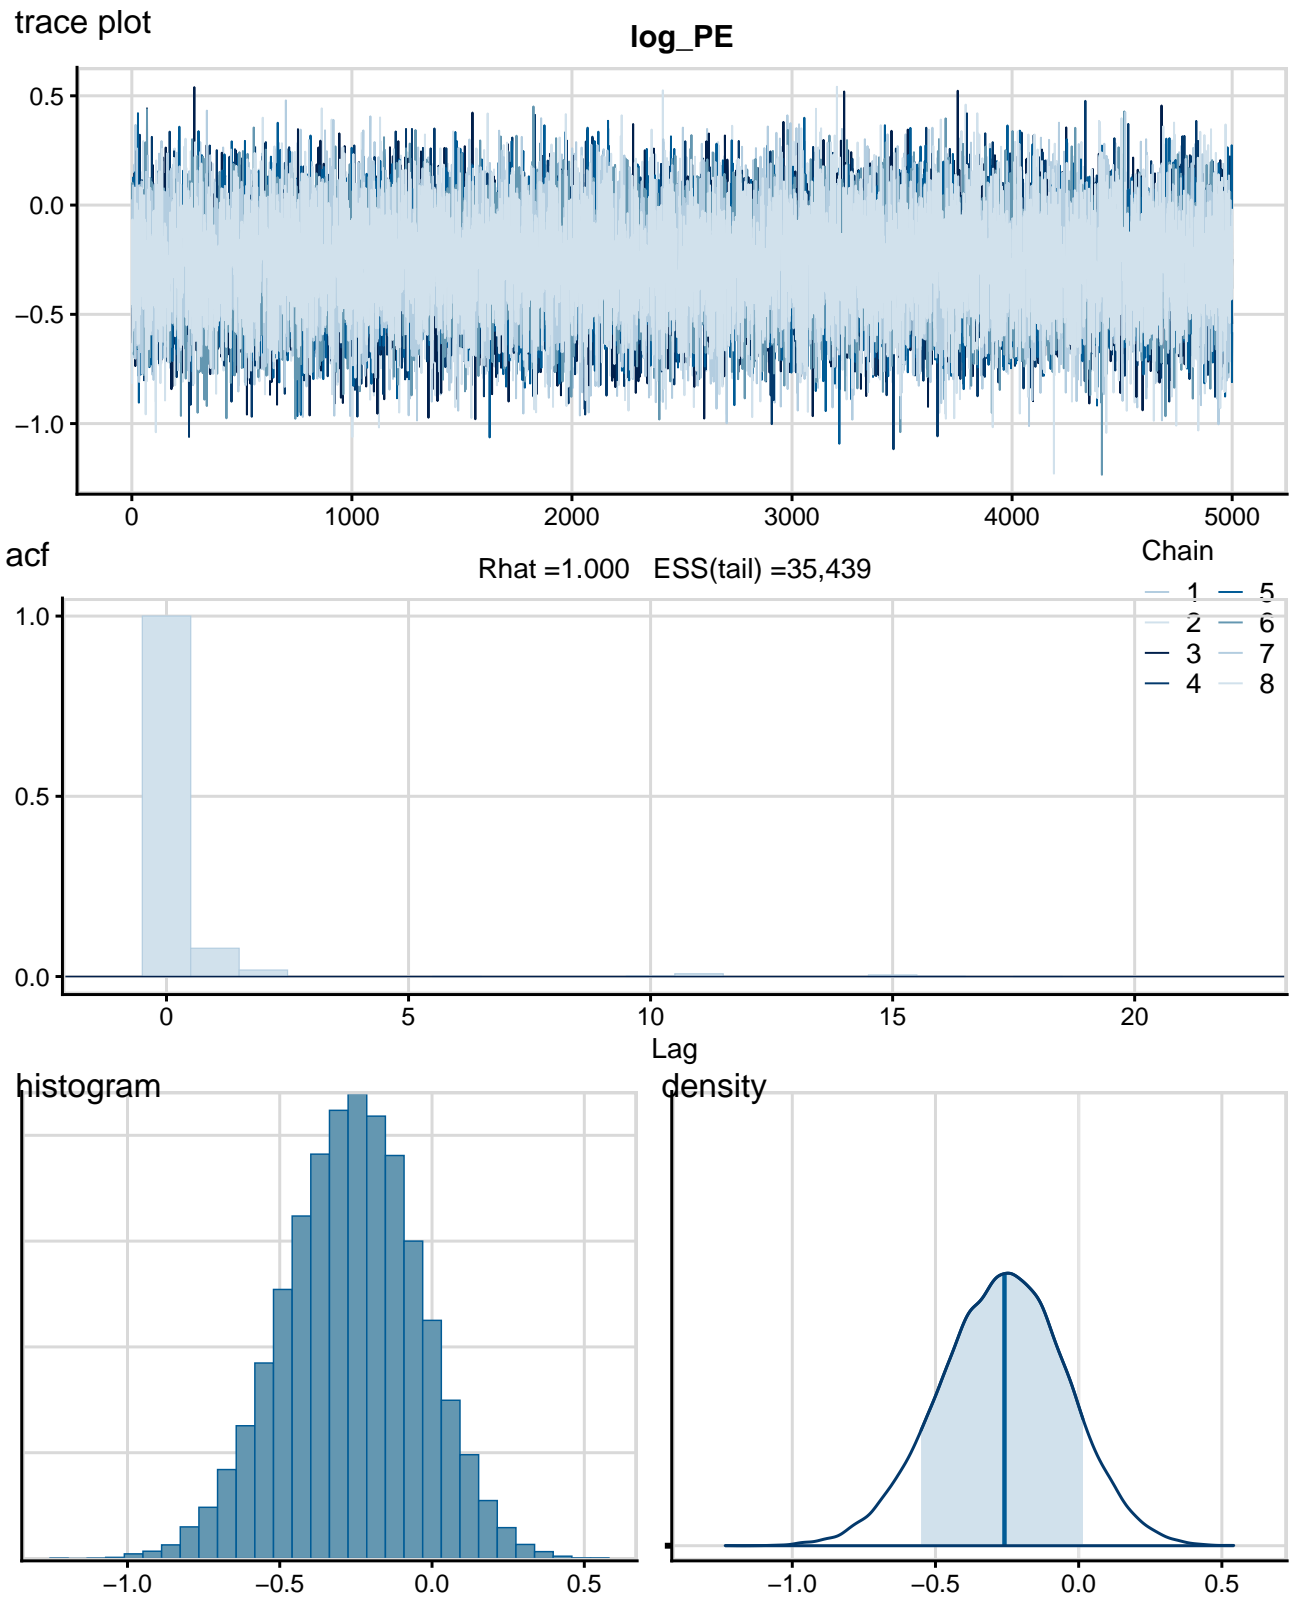 trace plot
log_PE
0.5
0.0
−0.5
−1.0
0 1000 2000 3000 4000 5000
acf
Rhat =1.000 ESS(tail) =35,439
Chain
1 5
2 6
3 7
4 8
1.0
0.5
0.0
0 5 10 15 20
Lag
histogram
−1.0 −0.5 0.0 0.5
density
−1.0 −0.5 0.0 0.5